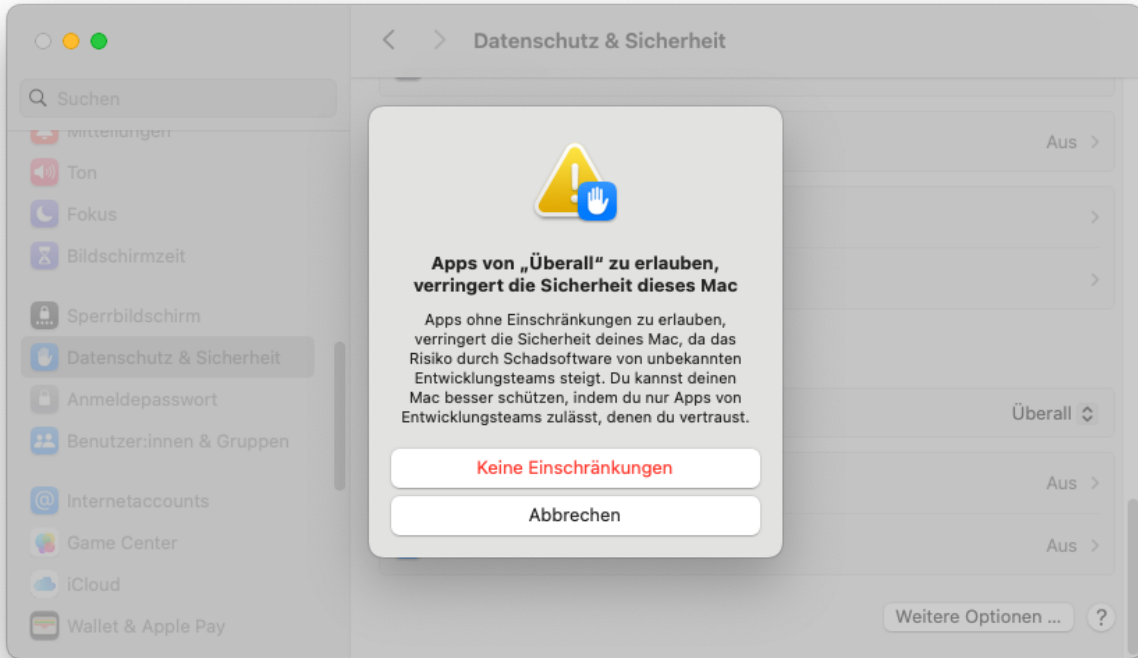 Datenschutz & Sicherheit
Suchen
Mitteilungen
Ton
Fokus
Bildschirmzeit
Sperrbildschirm
Datenschutz & Sicherheit
Anmeldepasswort
Benutzer:innen & Gruppen
Internetaccounts
Game Center
iCloud
Wallet & Apple Pay
Aus
Apps von „Überall“ zu erlauben,
verringert die Sicherheit dieses Mac
Apps ohne Einschränkungen zu erlauben,
verringert die Sicherheit deines Mac, da das
Risiko durch Schadsoftware von unbekannten
Entwicklungsteams steigt. Du kannst deinen
Mac besser schützen, indem du nur Apps von
Entwicklungsteams zulässt, denen du vertraust.
Keine Einschränkungen
Abbrechen
Überall
Aus
Aus
Weitere Optionen ...
?